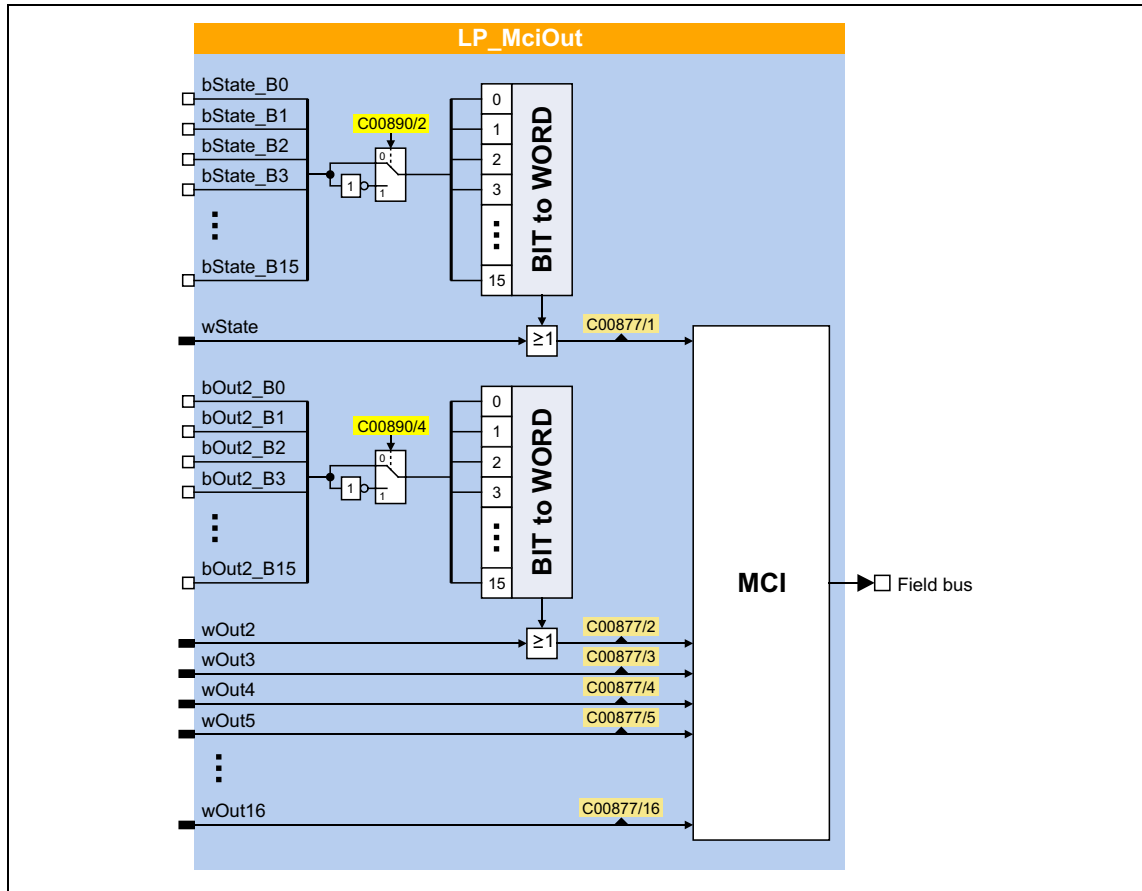 LP_MciOut
bState_B0
bState_B1
bState_B2
bState_B3
⋮
bState_B15
C00890/2
0
1
1
0
1
2
3
⋮
15
BIT to WORD
wState
≥1
C00877/1
bOut2_B0
bOut2_B1
bOut2_B2
bOut2_B3
⋮
bOut2_B15
C00890/4
0
1
1
0
1
2
3
⋮
15
BIT to WORD
wOut2
≥1
C00877/2
wOut3
C00877/3
wOut4
C00877/4
wOut5
C00877/5
⋮
wOut16
C00877/16
MCI
Field bus